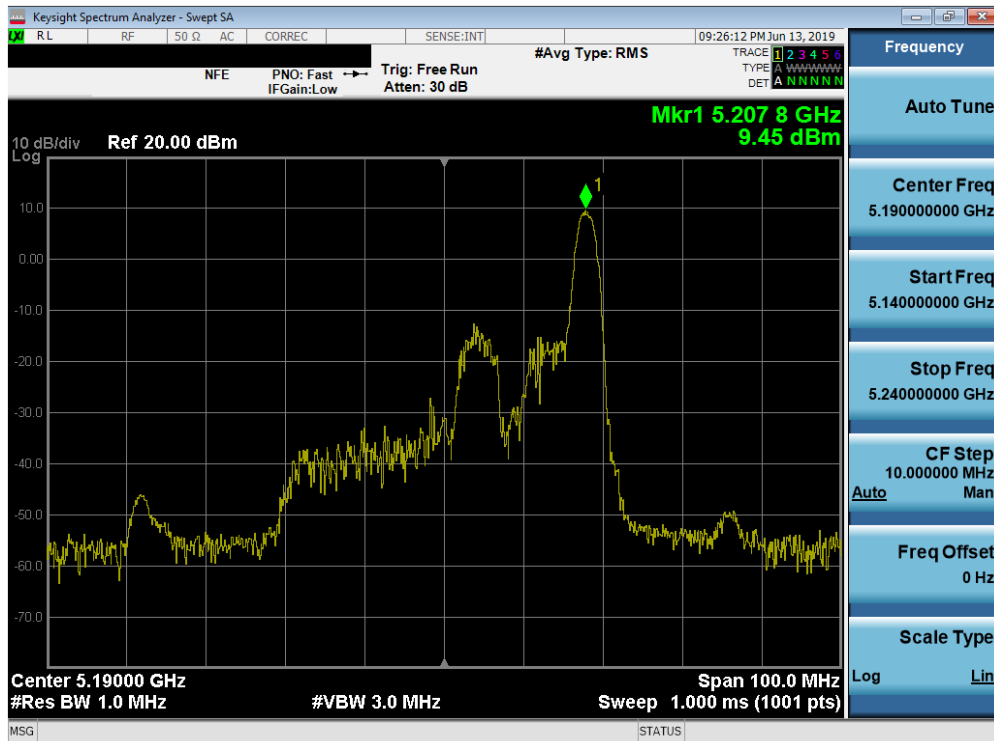 Keysight Spectrum Analyzer - Swept SA
LXI RL RF 50 Ω AC CORREC SENSE:INT 09:26:12 PM Jun 13, 2019
NFE PNO: Fast Trig: Free Run #Avg Type: RMS TRACE 1 2 3 4 5 6
IFGain:Low Atten: 30 dB TYPE A WWWWW
DET A N N N N N
Mkr1 5.207 8 GHz
9.45 dBm
10 dB/div Ref 20.00 dBm
Log
1
10.0
0.00
-10.0
-20.0
-30.0
-40.0
-50.0
-60.0
-70.0
Center 5.19000 GHz Span 100.0 MHz
#Res BW 1.0 MHz #VBW 3.0 MHz Sweep 1.000 ms (1001 pts)
MSG STATUS
Frequency
Auto Tune
Center Freq
5.190000000 GHz
Start Freq
5.140000000 GHz
Stop Freq
5.240000000 GHz
CF Step
10.000000 MHz
Auto Man
Freq Offset
0 Hz
Scale Type
Log Lin